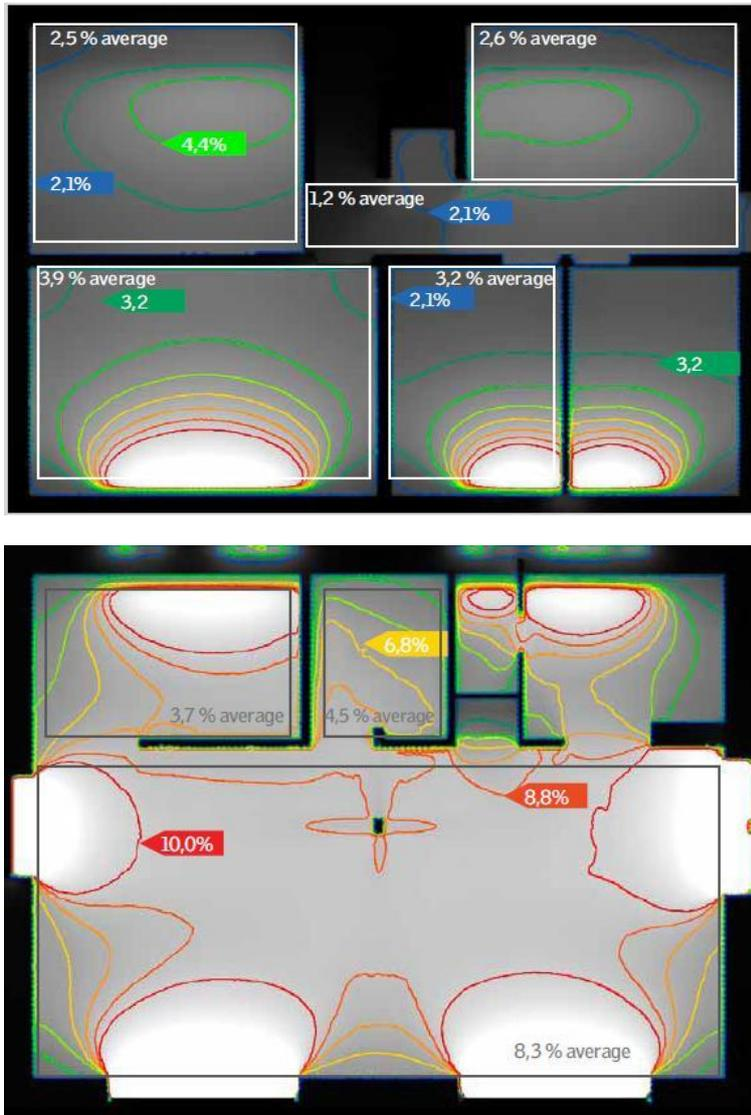 2,5 % average
2,6 % average
4,4%
2,1%
1,2 % average
2,1%
3,9 % average
3,2 % average
3,2
2,1%
3,2
6,8%
3,7 % average
4,5 % average
8,8%
10,0%
8,3 % average